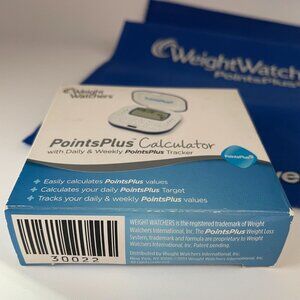 WeightWatchers
PointsPlus
Weight
Watchers
PointsPlus Calculator
with Daily & Weekly PointsPlus Tracker
PointsPlus
Easily calculates PointsPlus values
Calculates your daily PointsPlus Target
Tracks your daily & weekly PointsPlus values
WEIGHT WATCHERS is the registered trademark of Weight
Watchers International, Inc. The PointsPlus Weight Loss
System, trademark and formula are proprietary to Weight
Watchers International, Inc. Patent pending.
Distributed by Weight Watchers International, Inc.
30022